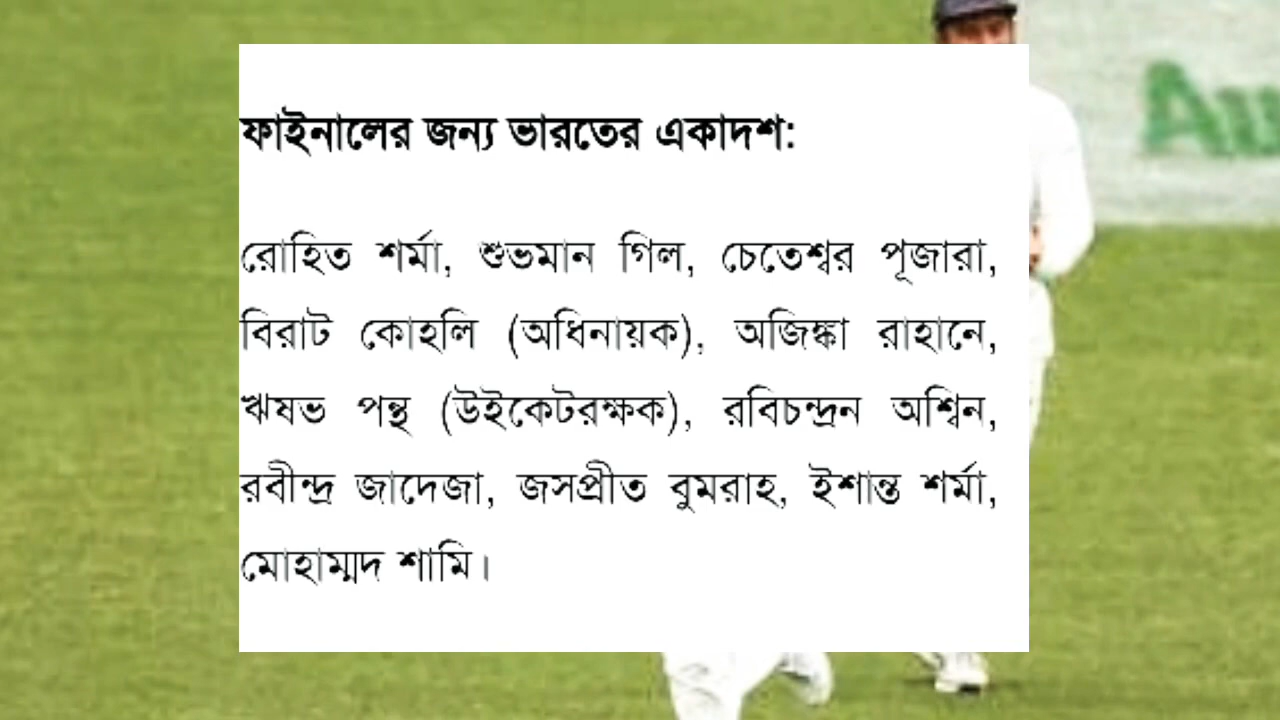 ফাইনালের জন্য ভারতের একাদশ:
রোহিত শর্মা, শুভমান গিল, চেতেশ্বর পূজারা,
বিরাট কোহলি (অধিনায়ক), অজিঙ্কা রাহানে,
ঋষভ পন্থ (উইকেটরক্ষক), রবিচন্দ্রন অশ্বিন,
রবীন্দ্র জাদেজা, জসপ্রীত বুমরাহ, ইশান্ত শর্মা,
মোহাম্মদ শামি।